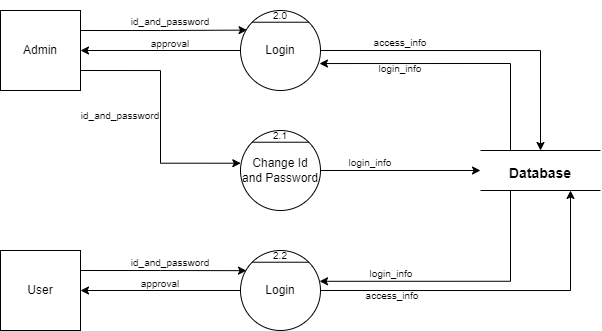 id_and_password
2.0
Admin
approval
Login
access_info
login_info
id_and_password
2.1
Change Id
and Password
login_info
Database
id_and_password
2.2
User
approval
Login
login_info
access_info